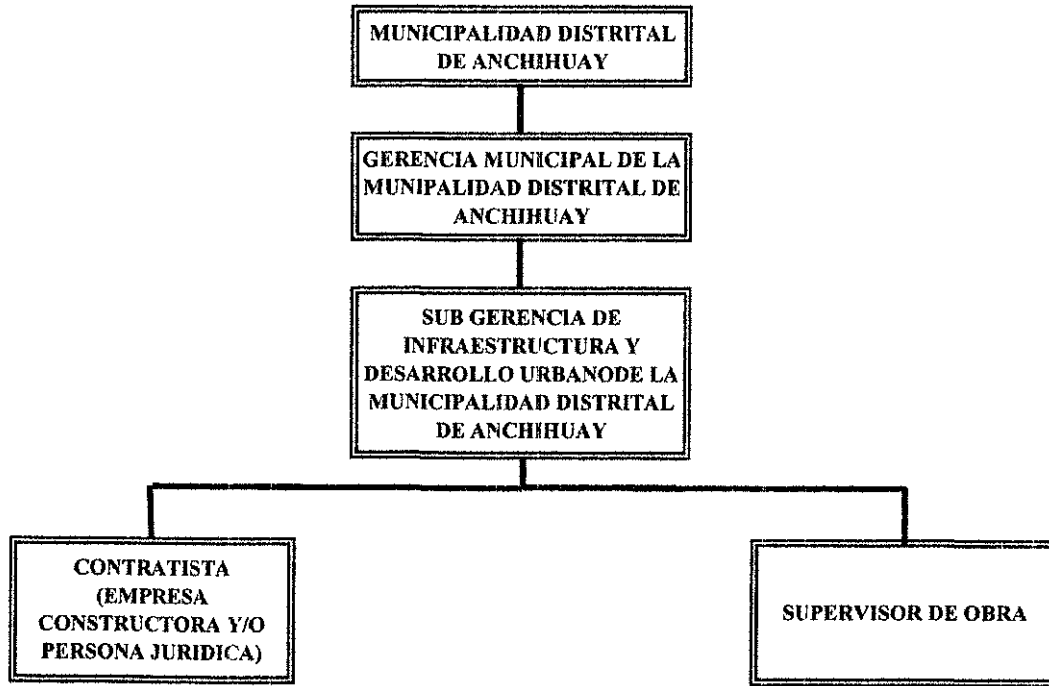 MUNICIPALIDAD DISTRITAL
DE ANCHIHUAY
GERENCIA MUNICIPAL DE LA
MUNIPALIDAD DISTRITAL DE
ANCHIHUAY
SUB GERENCIA DE
INFRAESTRUCTURA Y
DESARROLLO URBANODE LA
MUNICIPALIDAD DISTRITAL
DE ANCHIHUAY
CONTRATISTA
(EMPRESA
CONSTRUCTORA Y/O
PERSONA JURIDICA)
SUPERVISOR DE OBRA